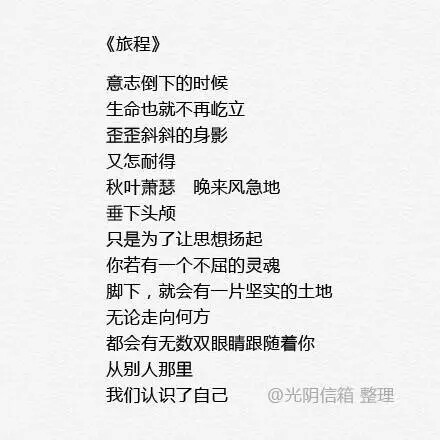 《旅程》
意志倒下的时候
生命也就不再屹立
歪歪斜斜的身影
又怎耐得
秋叶萧瑟　晚来风急地
垂下头颅
只是为了让思想扬起
你若有一个不屈的灵魂
脚下，就会有一片坚实的土地
无论走向何方
都会有无数双眼睛跟随着你
从别人那里
我们认识了自己
@光阴信箱 整理